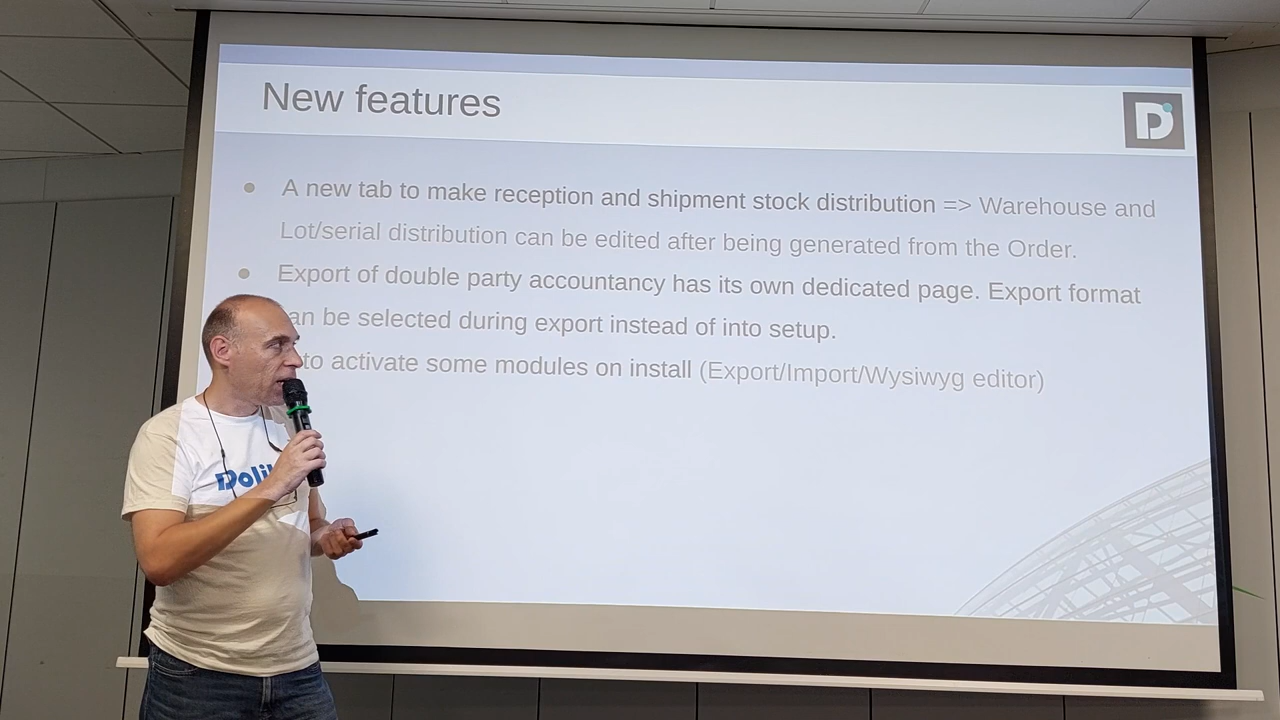 New features
D
A new tab to make reception and shipment stock distribution => Warehouse and
Lot/serial distribution can be edited after being generated from the Order.
Export of double party accountancy has its own dedicated page. Export format
an be selected during export instead of into setup.
to activate some modules on install (Export/Import/Wysiwyg editor)
Doli